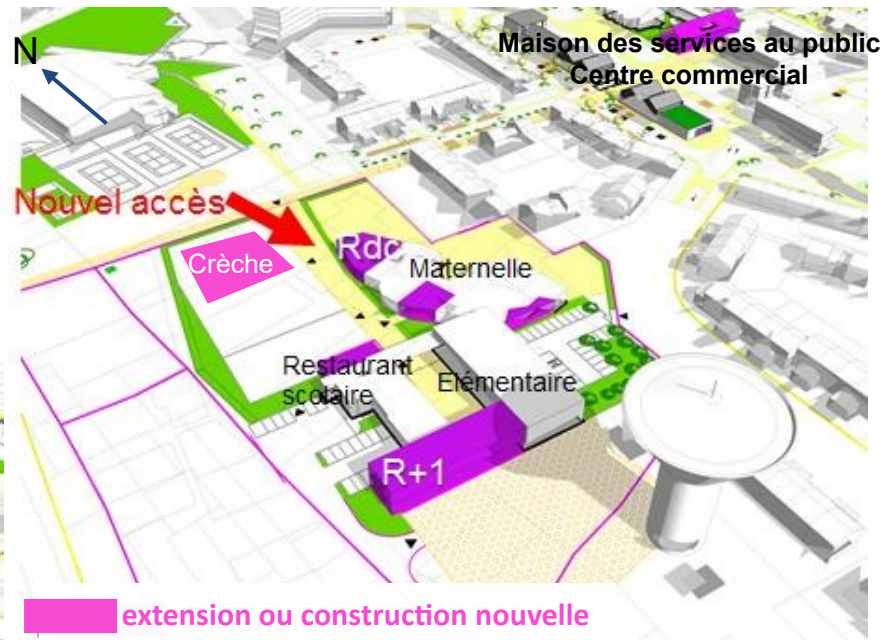 N
Maison des services au public
Centre commercial
Nouvel accès
Crèche
Rdc
Maternelle
Restaurant
scolaire
Elémentaire
R+1
extension ou construction nouvelle